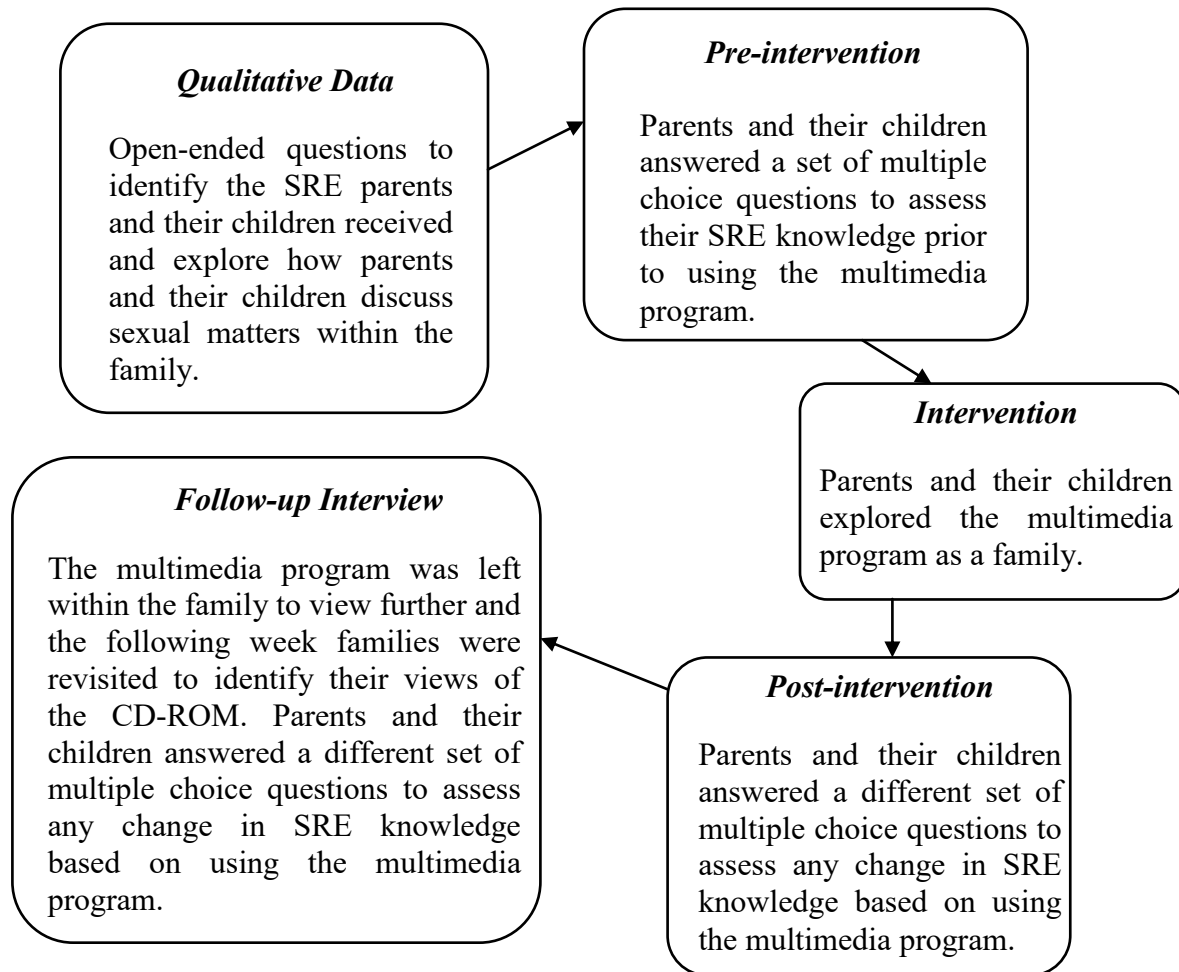 Qualitative Data
Open-ended questions to
identify the SRE parents
and their children received
and explore how parents
and their children discuss
sexual matters within the
family.
Pre-intervention
Parents and their children
answered a set of multiple
choice questions to assess
their SRE knowledge prior
to using the multimedia
program.
Intervention
Parents and their children
explored the multimedia
program as a family.
Post-intervention
Parents and their children
answered a different set of
multiple choice questions to
assess any change in SRE
knowledge based on using
the multimedia program.
Follow-up Interview
The multimedia program was left
within the family to view further and
the following week families were
revisited to identify their views of
the CD-ROM. Parents and their
children answered a different set of
multiple choice questions to assess
any change in SRE knowledge
based on using the multimedia
program.